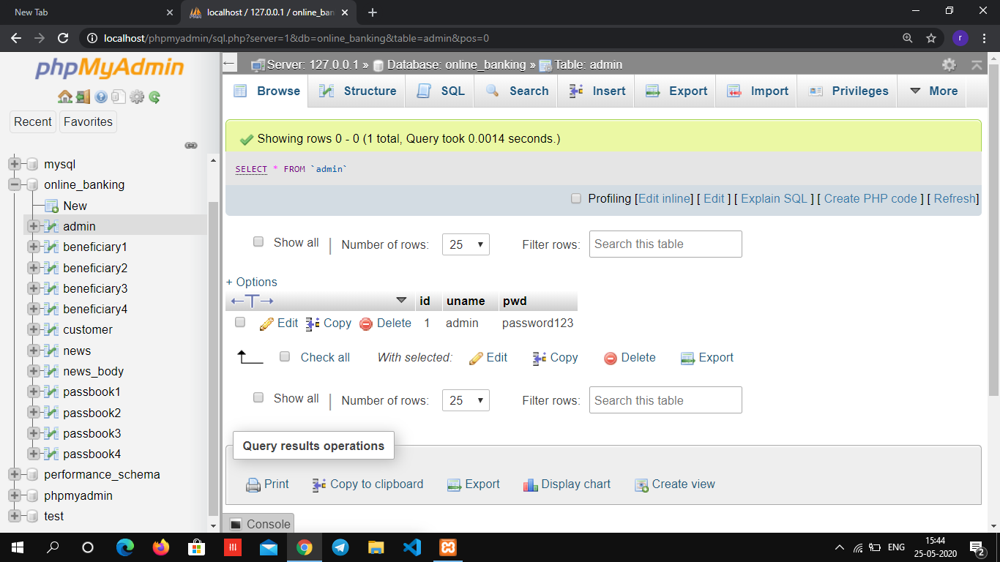 New Tab
localhost / 127.0.0.1 / online_ban
localhost/phpmyadmin/sql.php?server=1&db=online_banking&table=admin&pos=0
r
phpMyAdmin
Recent Favorites
mysql
online_banking
New
admin
beneficiary1
beneficiary2
beneficiary3
beneficiary4
customer
news
news_body
passbook1
passbook2
passbook3
passbook4
performance_schema
phpmyadmin
test
Server: 127.0.0.1 » Database: online_banking » Table: admin
Browse Structure SQL Search Insert Export Import Privileges More
Showing rows 0 - 0 (1 total, Query took 0.0014 seconds.)
SELECT * FROM `admin`
Profiling [Edit inline] [ Edit ] [ Explain SQL ] [ Create PHP code ] [ Refresh]
Show all | Number of rows: 25 Filter rows: Search this table
+ Options
id uname pwd
Edit Copy Delete 1 admin password123
Check all With selected: Edit Copy Delete Export
Show all | Number of rows: 25 Filter rows: Search this table
Query results operations
Print Copy to clipboard Export Display chart Create view
Console
ENG
15:44
25-05-2020
2